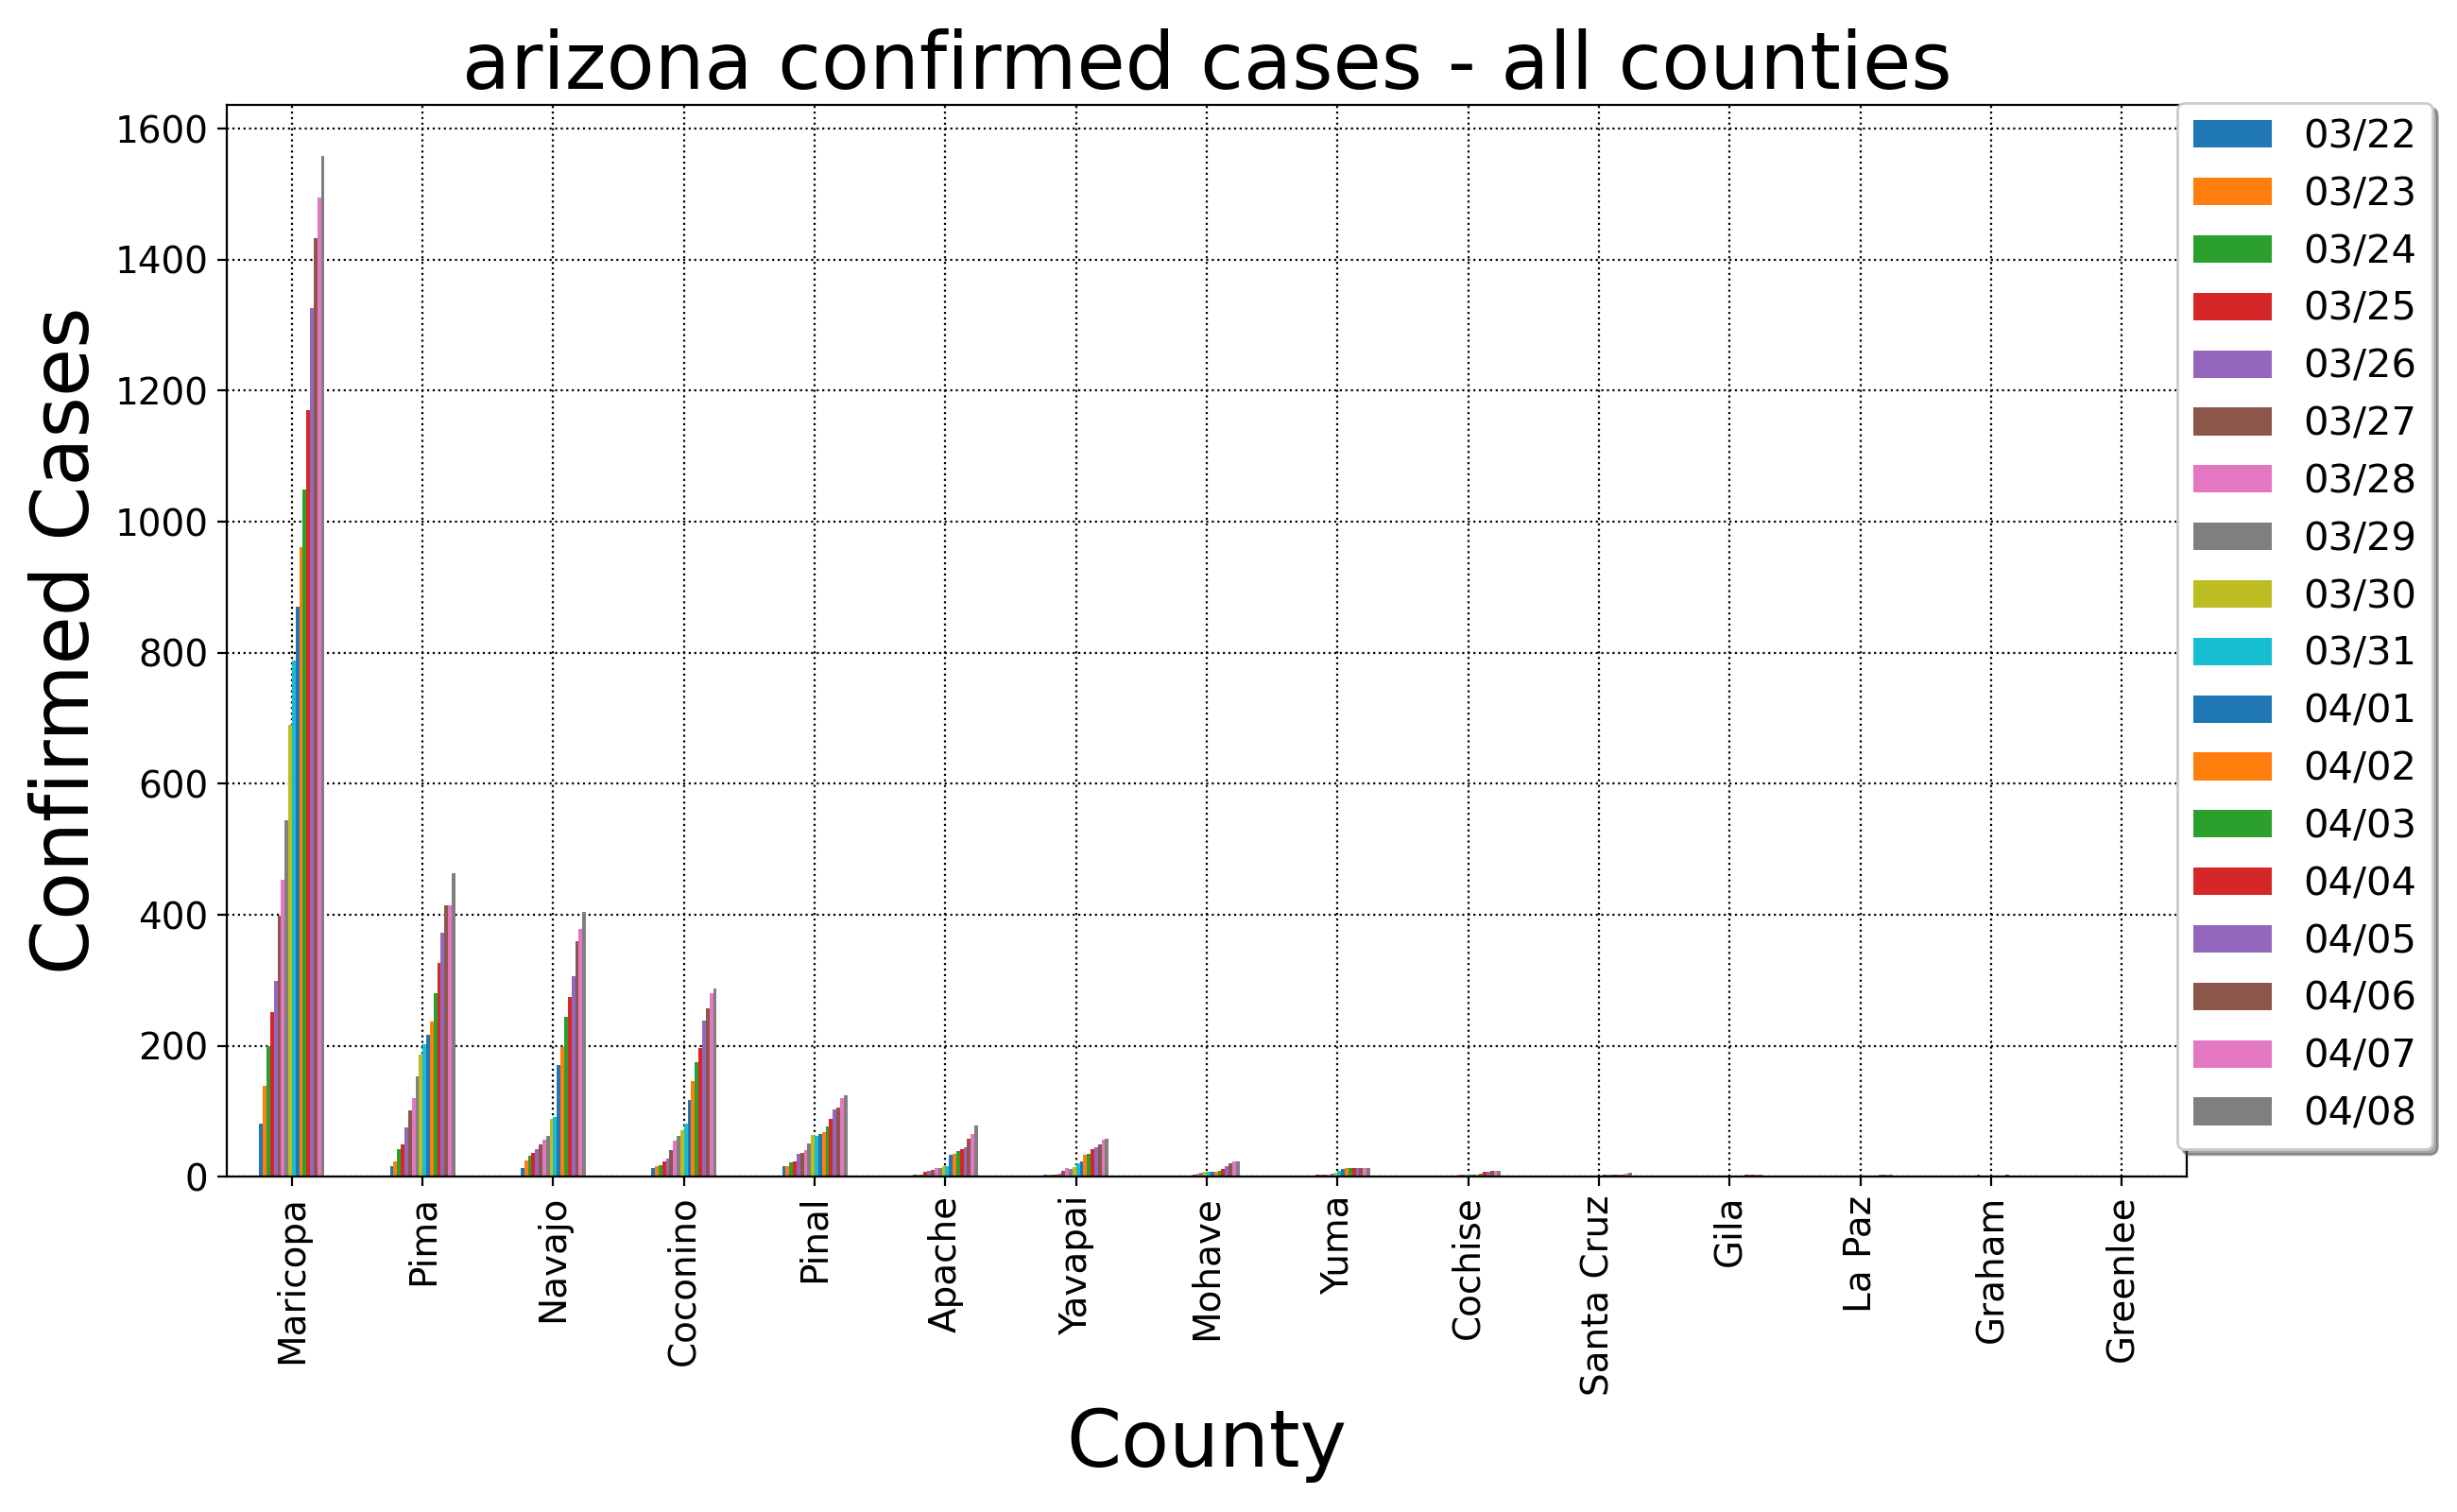 arizona confirmed cases - all counties
Confirmed Cases
1600
1400
1200
1000
800
600
400
200
0
Maricopa
Pima
Navajo
Coconino
Pinal
Apache
Yavapai
Mohave
Yuma
Cochise
Santa Cruz
Gila
La Paz
Graham
Greenlee
County
03/22
03/23
03/24
03/25
03/26
03/27
03/28
03/29
03/30
03/31
04/01
04/02
04/03
04/04
04/05
04/06
04/07
04/08